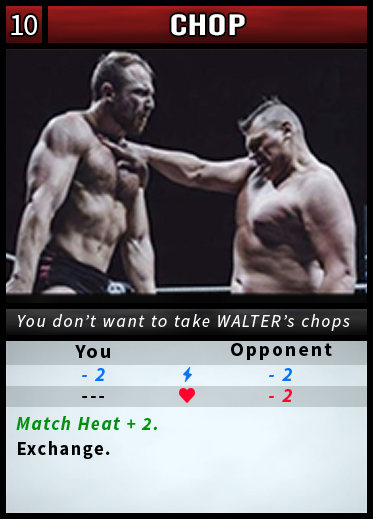 10 CHOP
You don't want to take WALTER's chops
You Opponent
- 2 - 2
--- - 2
Match Heat + 2.
Exchange.